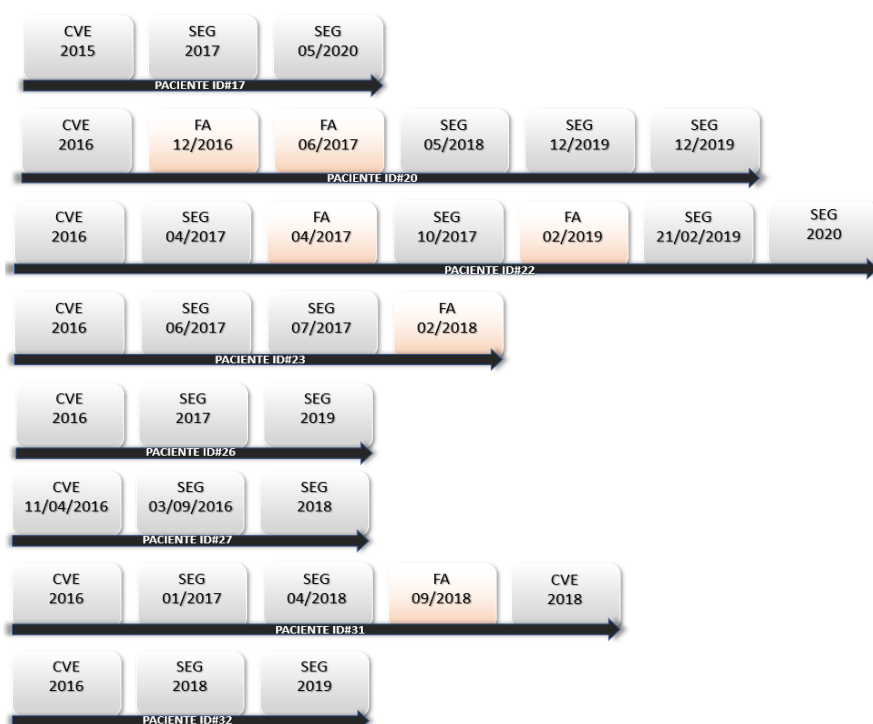 CVE SEG SEG
2015 2017 05/2020
PACIENTE ID#17
CVE FA FA SEG SEG SEG
2016 12/2016 06/2017 05/2018 12/2019 12/2019
PACIENTE ID#20
CVE SEG FA SEG FA SEG SEG
2016 04/2017 04/2017 10/2017 02/2019 21/02/2019 2020
PACIENTE ID#22
CVE SEG SEG FA
2016 06/2017 07/2017 02/2018
PACIENTE ID#23
CVE SEG SEG
2016 2017 2019
PACIENTE ID#26
CVE SEG SEG
11/04/2016 03/09/2016 2018
PACIENTE ID#27
CVE SEG SEG FA CVE
2016 01/2017 04/2018 09/2018 2018
PACIENTE ID#31
CVE SEG SEG
2016 2018 2019
PACIENTE ID#32